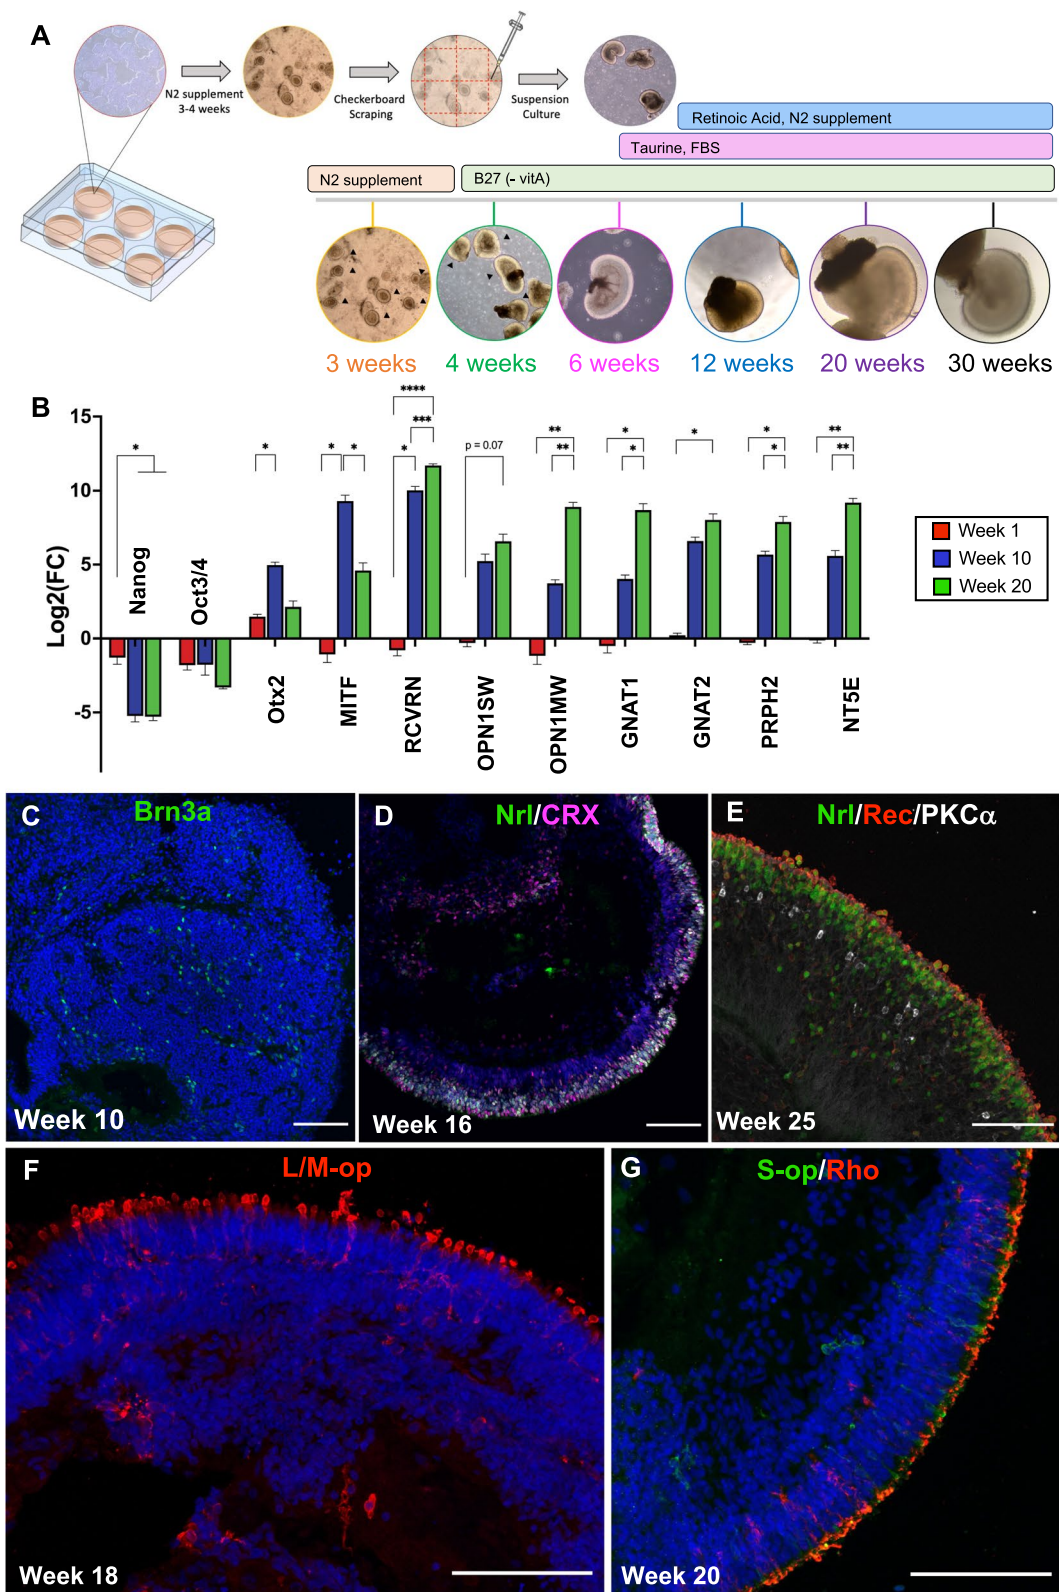 A
N2 supplement
3-4 weeks
Checkerboard
Scraping
Suspension
Culture
Retinoic Acid, N2 supplement
Taurine, FBS
N2 supplement
B27 (- vitA)
3 weeks
4 weeks
6 weeks
12 weeks
20 weeks
30 weeks
B
Log2(FC)
15
10
5
0
-5
*
*
*
*
*
***
****
p = 0.07
**
**
*
*
*
*
*
**
**
Nanog
Oct3/4
Otx2
MITF
RCVRN
OPN1SW
OPN1MW
GNAT1
GNAT2
PRPH2
NT5E
Week 1
Week 10
Week 20
C
Brn3a
Week 10
D
Nrl/CRX
Week 16
E
Nrl/Rec/PKCα
Week 25
F
L/M-op
Week 18
G
S-op/Rho
Week 20